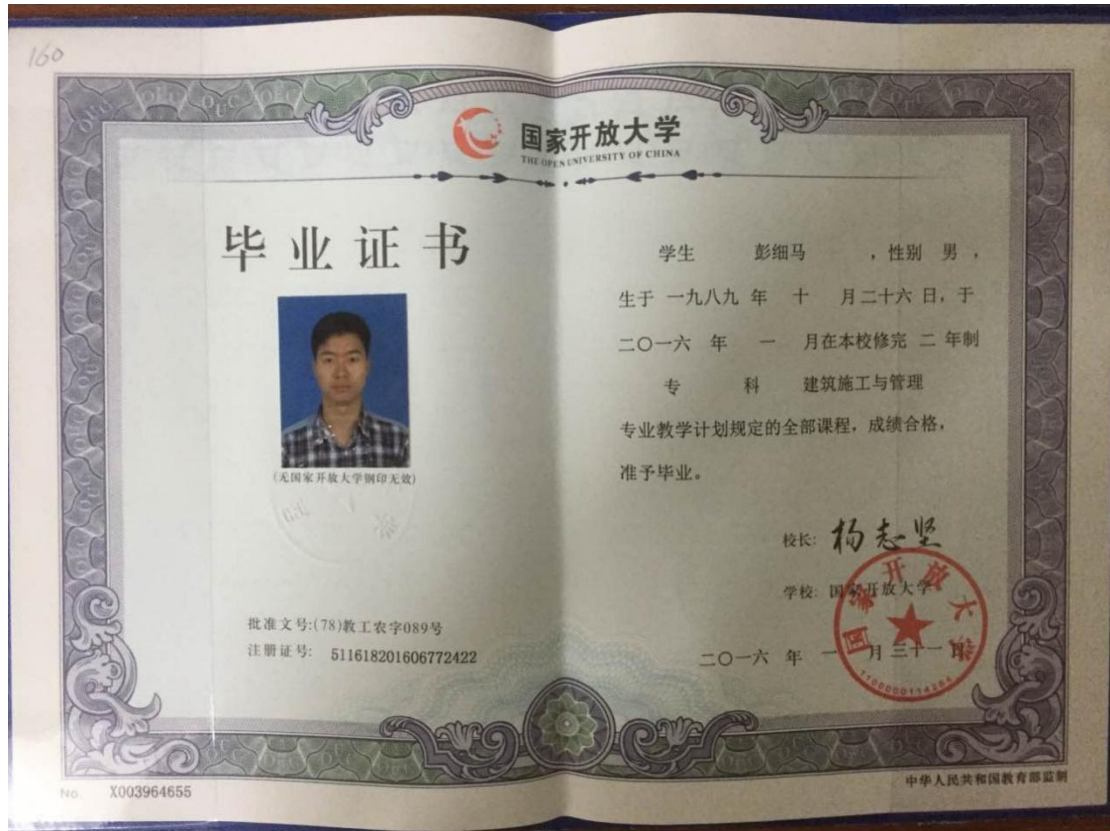 160
国家开放大学
THE OPEN UNIVERSITY OF CHINA
毕业证书
(无国家开放大学钢印无效)
批准文号:(78)教工农字089号
注册证号: 511618201606772422
学生 彭细马 ,性别 男 ,
生于 一九八九 年 十 月二十六 日,于
二〇一六 年 一 月在本校修完 二 年制
专 科 建筑施工与管理
专业教学计划规定的全部课程,成绩合格,
准予毕业。
校长: 杨志坚
学校: 国家开放大学
二〇一六 年 一 月三十一日
国家开放大学
1100000114284
No. X003964655
中华人民共和国教育部监制